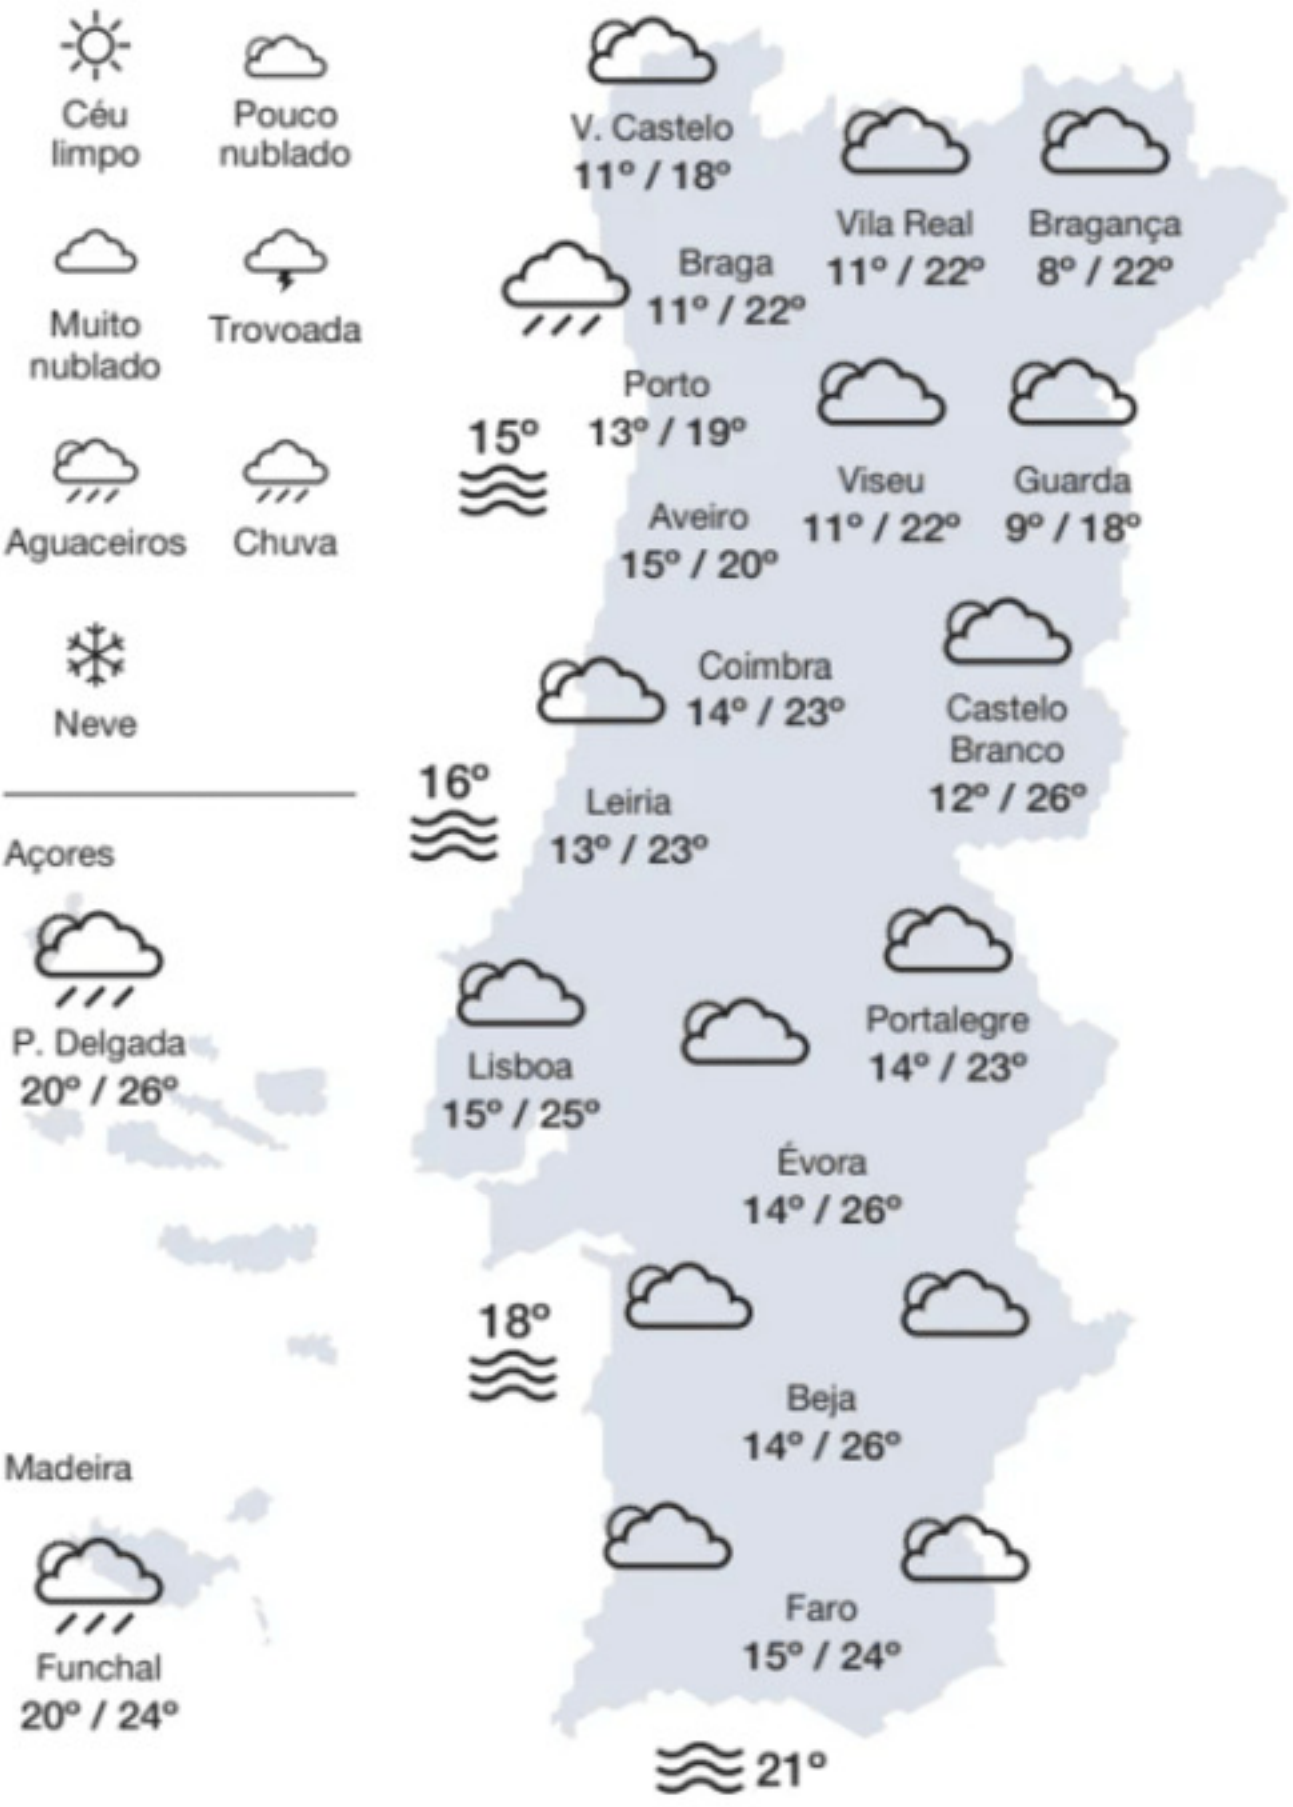 Céu
limpo
Pouco
nublado
Muito
nublado
Trovoada
Aguaceiros
Chuva
Neve
Açores
P. Delgada
20º / 26º
Madeira
Funchal
20º / 24º
V. Castelo
11º / 18º
Vila Real
11º / 22º
Bragança
8º / 22º
Braga
11º / 22º
Porto
13º / 19º
15º
Viseu
11º / 22º
Guarda
9º / 18º
Aveiro
15º / 20º
Coimbra
14º / 23º
Castelo
Branco
12º / 26º
16º
Leiria
13º / 23º
Lisboa
15º / 25º
Portalegre
14º / 23º
Évora
14º / 26º
18º
Beja
14º / 26º
Faro
15º / 24º
21º